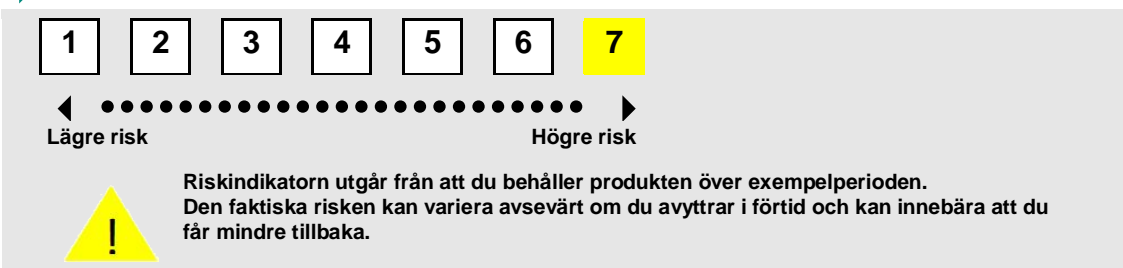 1 2 3 4 5 6 7
Lägre risk Högre risk
Riskindikatorn utgår från att du behåller produkten över exempelperioden.
Den faktiska risken kan variera avsevärt om du avyttrar i förtid och kan innebära att du
får mindre tillbaka.
!